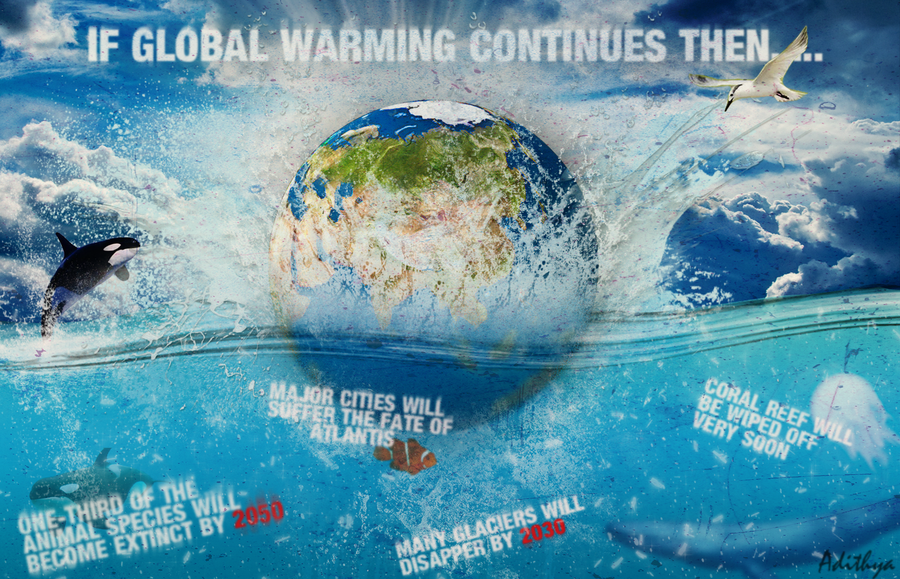 IF GLOBAL WARMING CONTINUES THEN.....
MAJOR CITIES WILL
SUFFER THE FATE OF
ATLANTIS
CORAL REEF WILL
BE WIPED OFF
VERY SOON
ONE-THIRD OF THE
ANIMAL SPECIES WILL
BECOME EXTINCT BY 2050
MANY GLACIERS WILL
DISAPPER BY 2030
Adithya